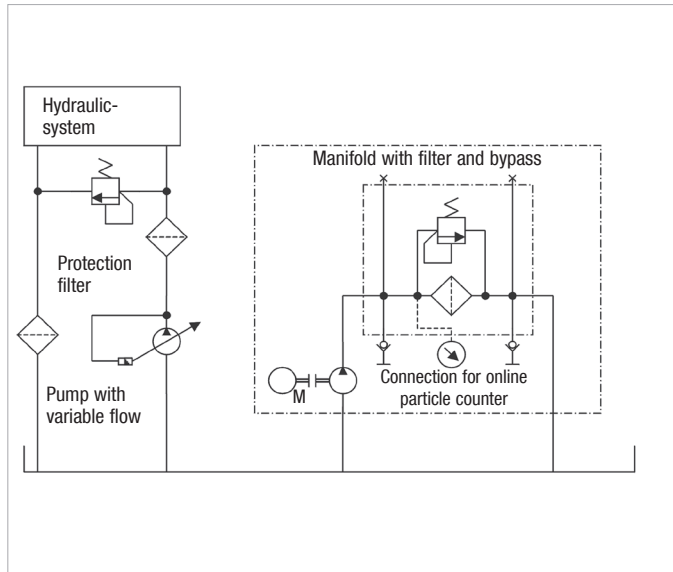 Hydraulic-
system
Manifold with filter and bypass
Protection
filter
Pump with
variable flow
M
Connection for online
particle counter